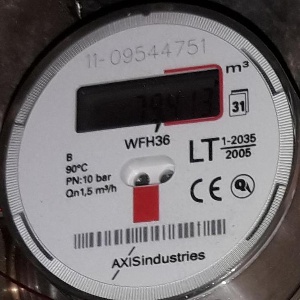 11-09544751
m³
31
WFH36
LT 1-2035
2005
B
90°C
PN:10 bar
Qn1,5 m³/h
CE
AXISindustries